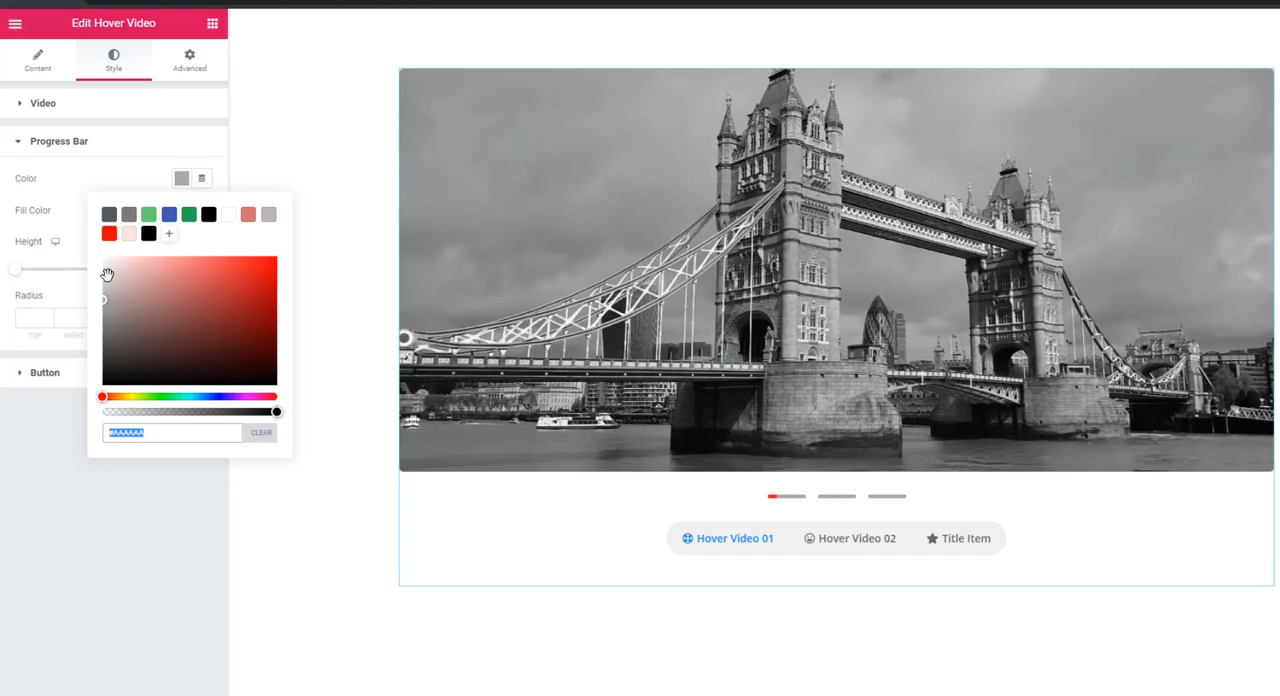 Edit Hover Video
Content
Style
Advanced
Video
Progress Bar
Color
Fill Color
Height
Radius
TOP
RIGHT
Button
#AAAAAA
CLEAR
Hover Video 01
Hover Video 02
Title Item